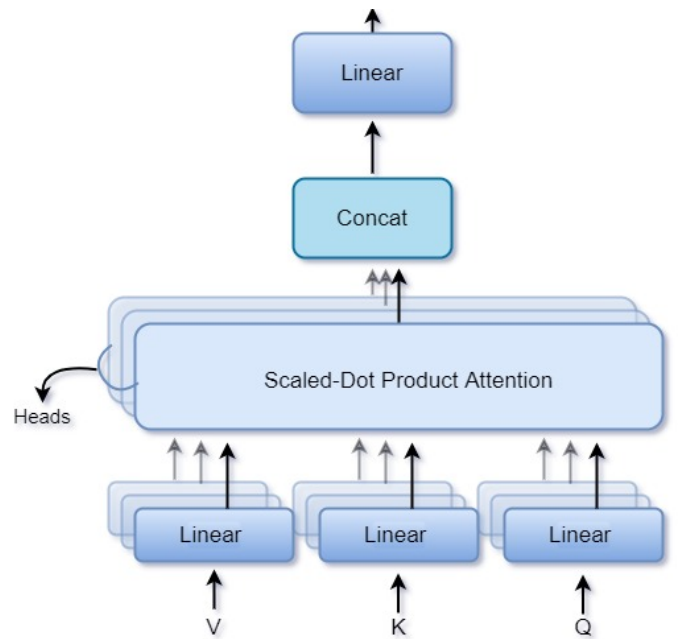 Linear
Concat
Scaled-Dot Product Attention
Heads
Linear Linear Linear
V K Q